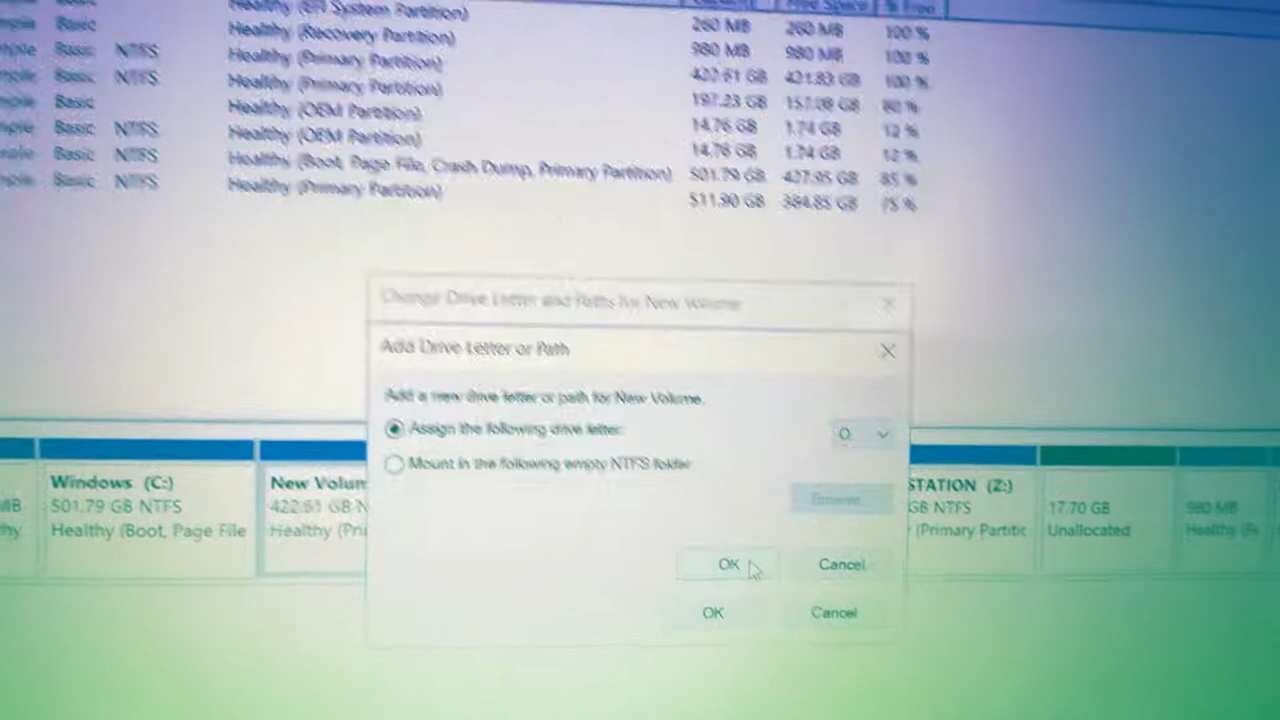 Healthy (EFI System Partition) 260 MB 260 MB 100 %
Basic Healthy (Recovery Partition) 980 MB 980 MB 100 %
Basic NTFS Healthy (Primary Partition) 422.61 GB 421.83 GB 100 %
Basic NTFS Healthy (Primary Partition) 197.23 GB 80 %
Basic Healthy (OEM Partition) 14.76 GB 1.74 GB 12 %
Basic NTFS Healthy (OEM Partition) 14.76 GB 1.74 GB 12 %
Basic NTFS Healthy (Boot, Page File, Crash Dump, Primary Partition) 501.79 GB 427.95 GB 85 %
Basic NTFS Healthy (Primary Partition) 511.90 GB 384.85 GB 75 %
Change Drive Letter and Paths for New Volume
Add Drive Letter or Path
Add a new drive letter or path for New Volume.
Assign the following drive letter:
Mount in the following empty NTFS folder
Browse...
OK Cancel
OK Cancel
MB
Windows (C:)
501.79 GB NTFS
Healthy (Boot, Page File
New Volum
422.61 GB N
Healthy (Pri
STATION (Z:)
GB NTFS
(Primary Partitic
17.70 GB
Unallocated
980 MB